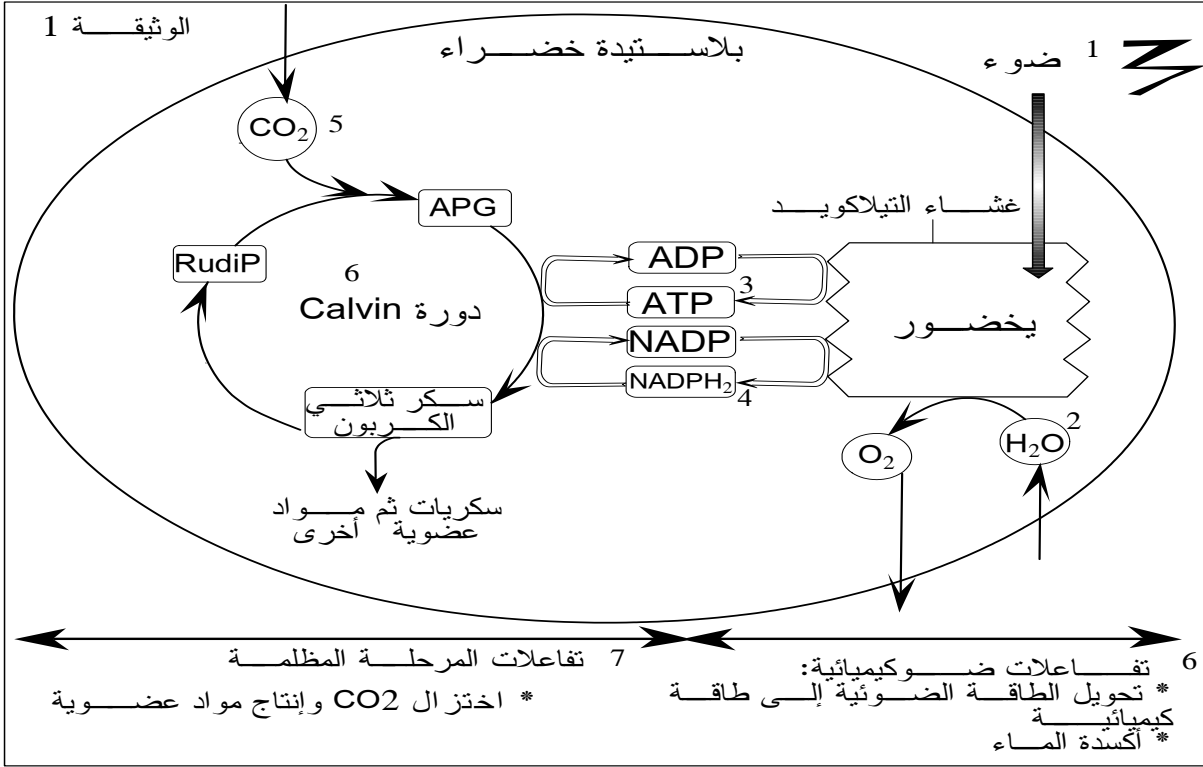 الوثيقة 1
بلاستيدة خضراء
ضوء 1
CO₂ 5
APG
غشاء التيلاكويد
RudiP
ADP
6
ATP 3
دورة Calvin
يخضور
NADP
NADPH₂ 4
سكر ثلاثي
الكربون
O₂
H₂O 2
سكريات ثم مواد
عضوية أخرى
6 تفاعلات ضوكيميائية:
* تحويل الطاقة الضوئية إلى طاقة
كيميائية
* أكسدة الماء
7 تفاعلات المرحلة المظلمة
* اختزال CO2 وإنتاج مواد عضوية